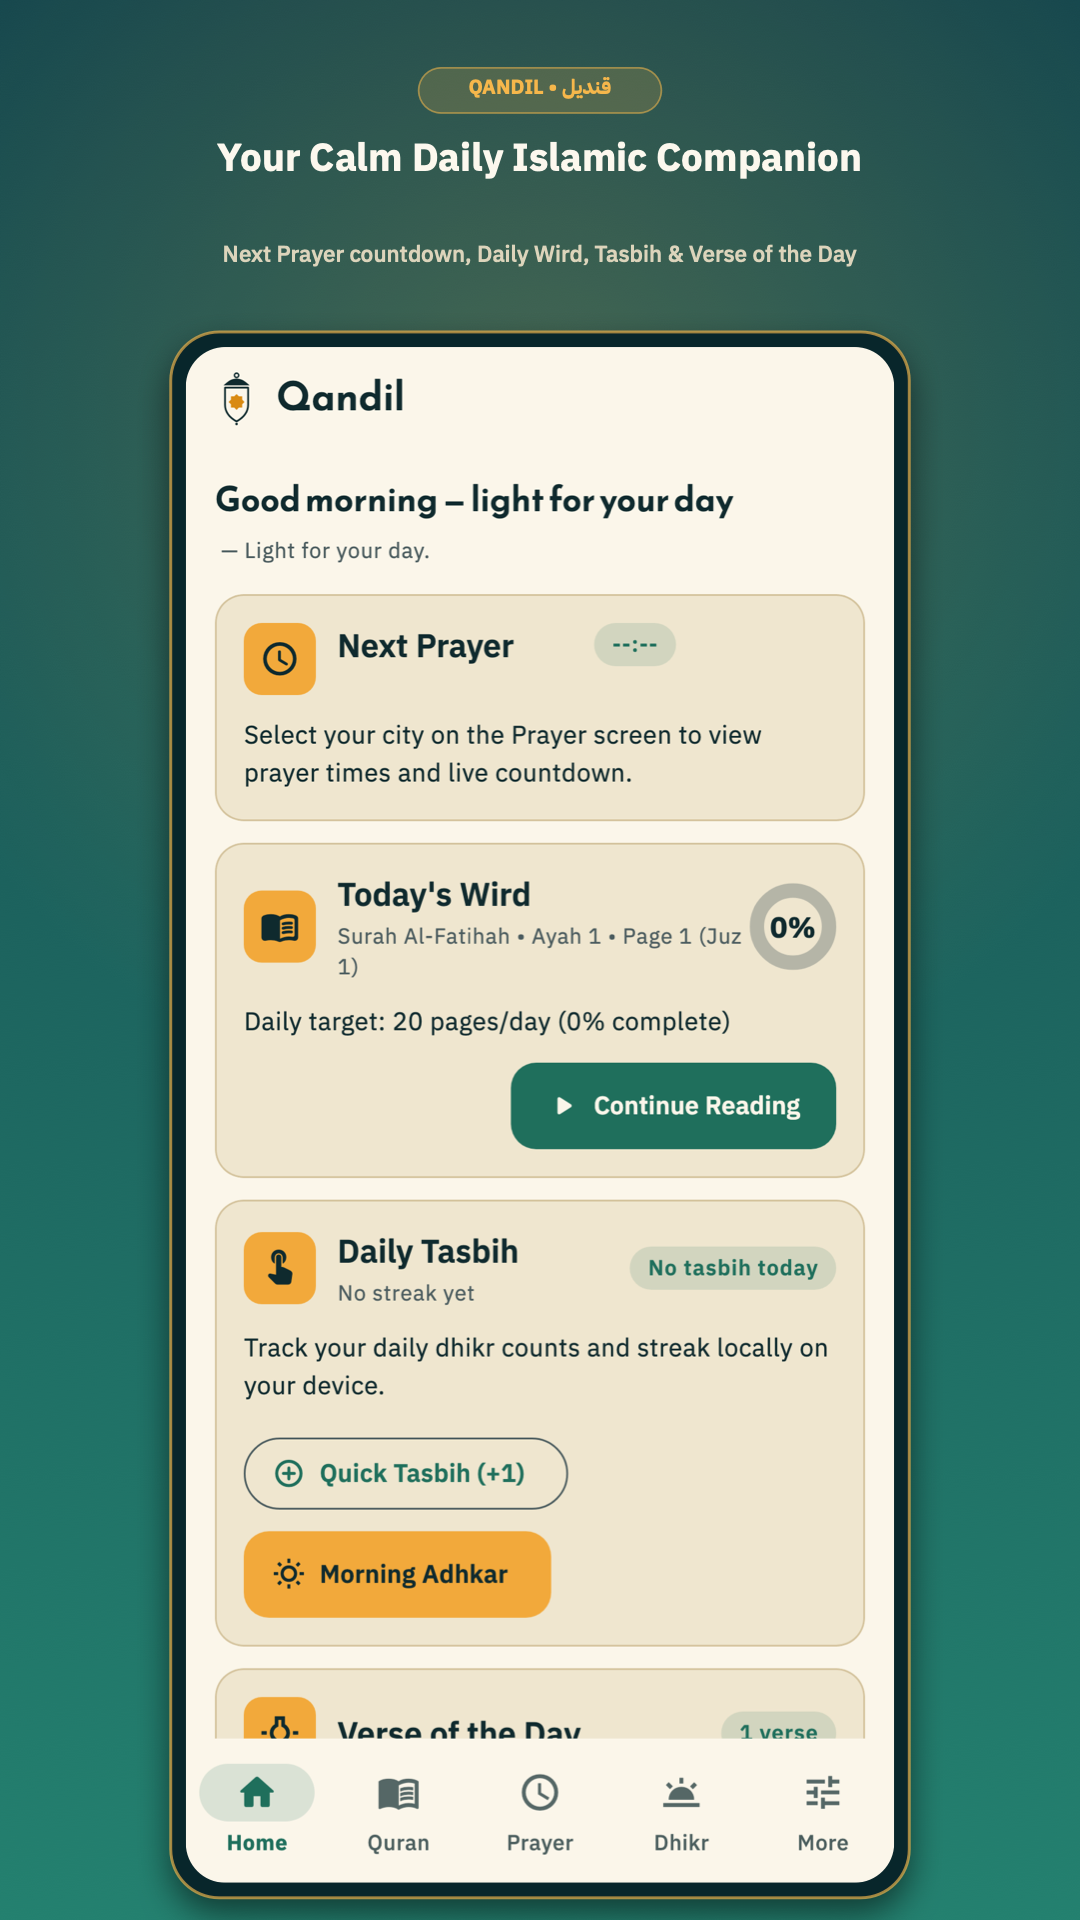 QANDIL • قنديل
Your Calm Daily Islamic Companion
Next Prayer countdown, Daily Wird, Tasbih & Verse of the Day
Qandil
Good morning – light for your day
— Light for your day.
Next Prayer
--:--
Select your city on the Prayer screen to view
prayer times and live countdown.
Today's Wird
Surah Al-Fatihah • Ayah 1 • Page 1 (Juz
1)
0%
Daily target: 20 pages/day (0% complete)
Continue Reading
Daily Tasbih
No streak yet
No tasbih today
Track your daily dhikr counts and streak locally on
your device.
Quick Tasbih (+1)
Morning Adhkar
Verse of the Day
1 verse
Home
Quran
Prayer
Dhikr
More